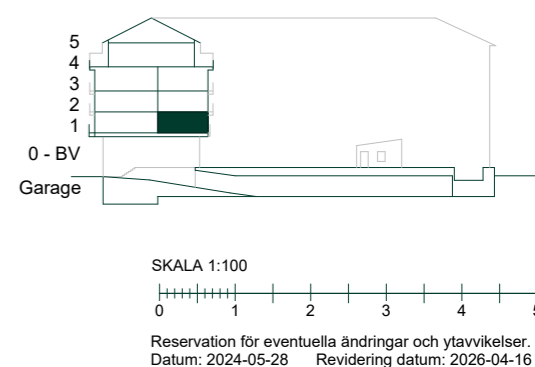 5
4
3
2
1
0 - BV
Garage
SKALA 1:100
0 1 2 3 4 5
Reservation för eventuella ändringar och ytavvikelser.
Datum: 2024-05-28 Revidering datum: 2026-04-16